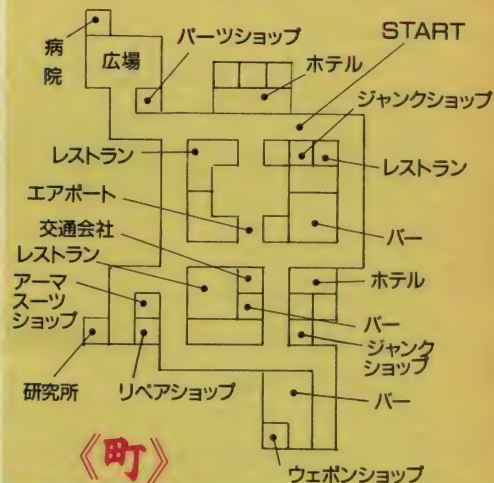 START
パーツショップ
病院
広場
ホテル
ジャンクショップ
レストラン
レストラン
エアポート
バー
交通会社
レストラン
ホテル
アーマスーツショップ
バー
ジャンクショップ
研究所
リペアショップ
バー
《町》
ウェポンショップ